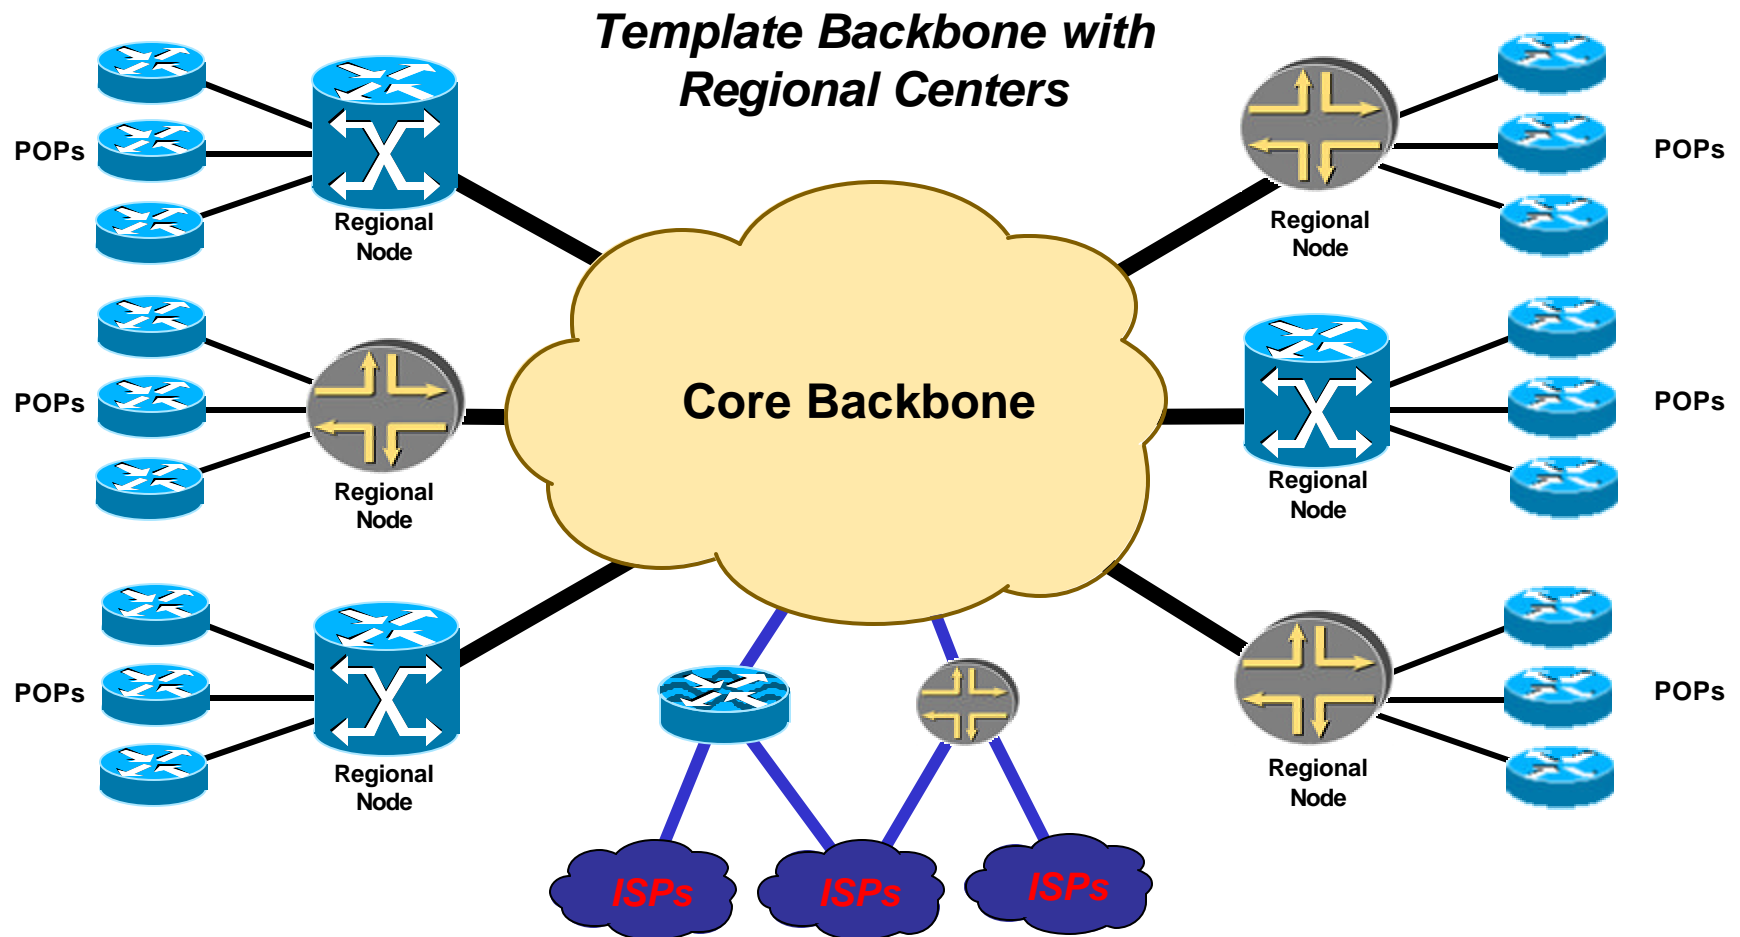 Template Backbone with
Regional Centers
POPs
Regional
Node
Regional
Node
POPs
POPs
Regional
Node
Core Backbone
Regional
Node
POPs
POPs
Regional
Node
Regional
Node
POPs
ISPs
ISPs
ISPs